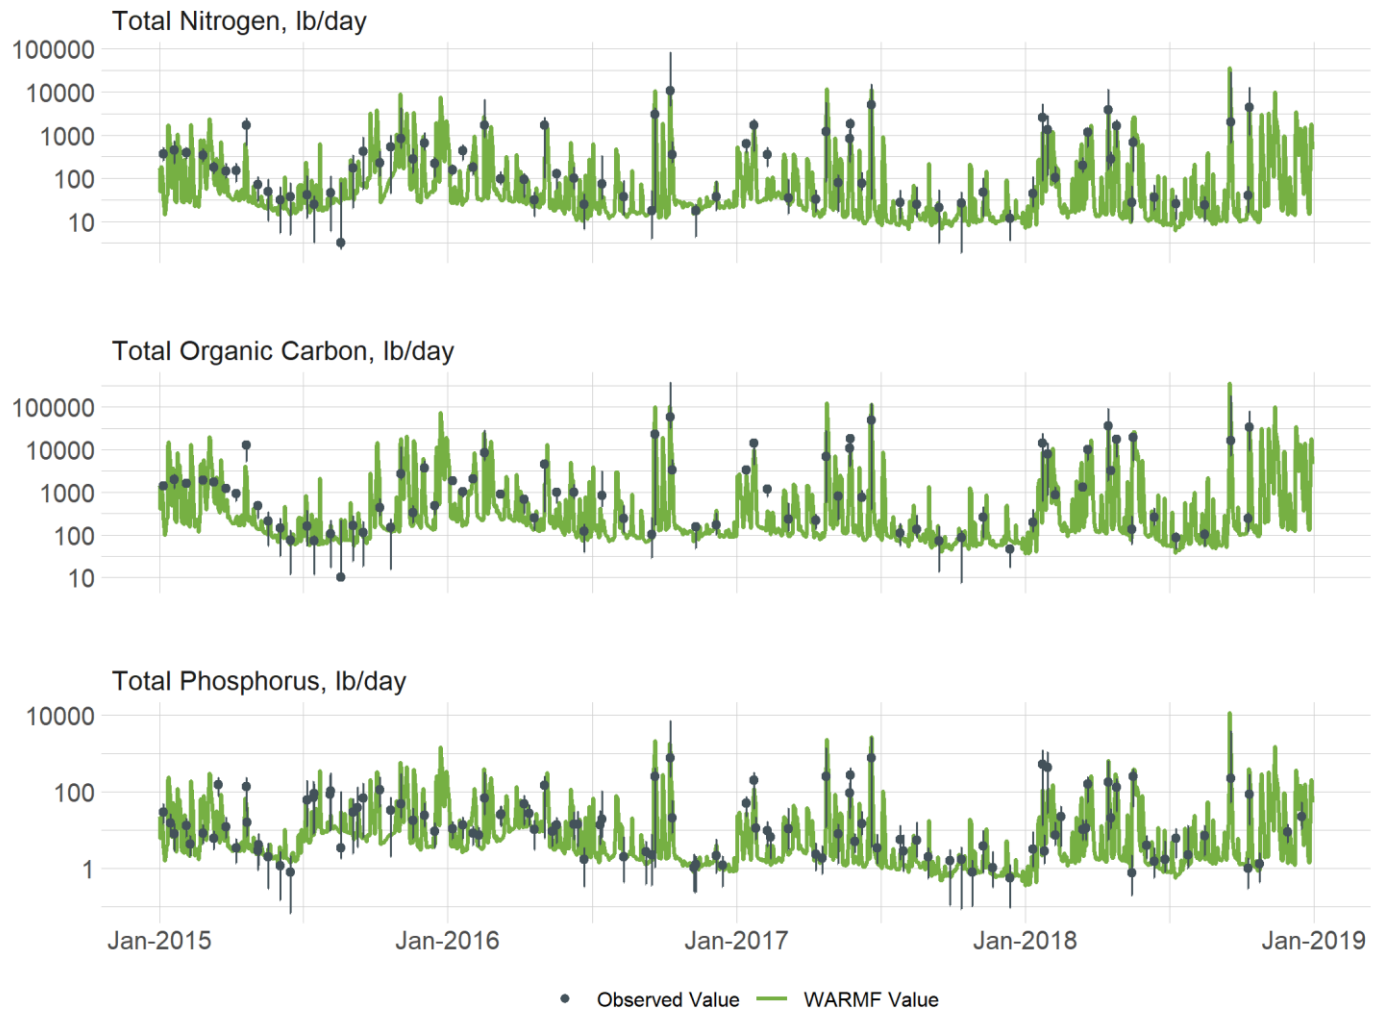 Total Nitrogen, lb/day
100000
10000
1000
100
10
Total Organic Carbon, lb/day
100000
10000
1000
100
10
Total Phosphorus, lb/day
10000
100
1
Jan-2015 Jan-2016 Jan-2017 Jan-2018 Jan-2019
Observed Value WARMF Value